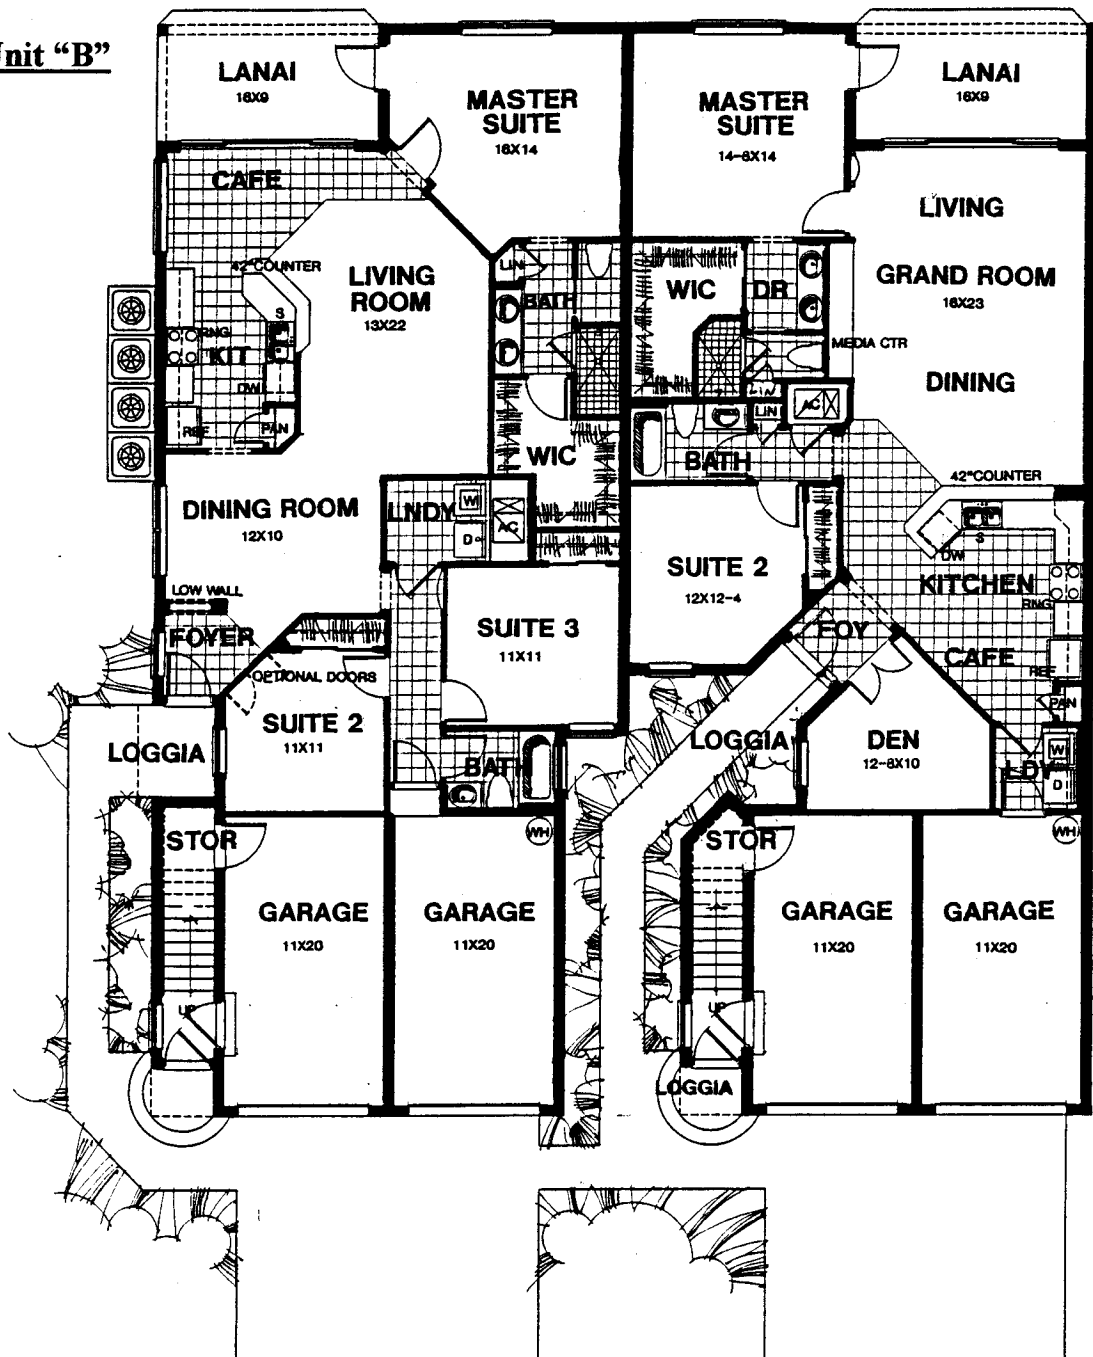 Unit “B”
LANAI
16X9
MASTER
SUITE
16X14
MASTER
SUITE
14-6X14
LANAI
16X9
CAFE
LIVING
42"COUNTER
LIVING
ROOM
13X22
LIN
BATH
WIC
DR
GRAND ROOM
16X23
S
RNG
KIT
MEDIA CTR
DW
DINING
REF
PAN
LIN
AC
WIC
BATH
42"COUNTER
DINING ROOM
12X10
LNDY
W
D
AC
S
DW
SUITE 2
12X12-4
KITCHEN
RNG
LOW WALL
FOYER
SUITE 3
11X11
FOY
CAFE
REF
OPTIONAL DOORS
PAN
SUITE 2
11X11
LOGGIA
LOGGIA
DEN
12-8X10
W
BATH
LDY
D
STOR
WH
STOR
WH
GARAGE
11X20
GARAGE
11X20
GARAGE
11X20
GARAGE
11X20
UP
UP
LOGGIA